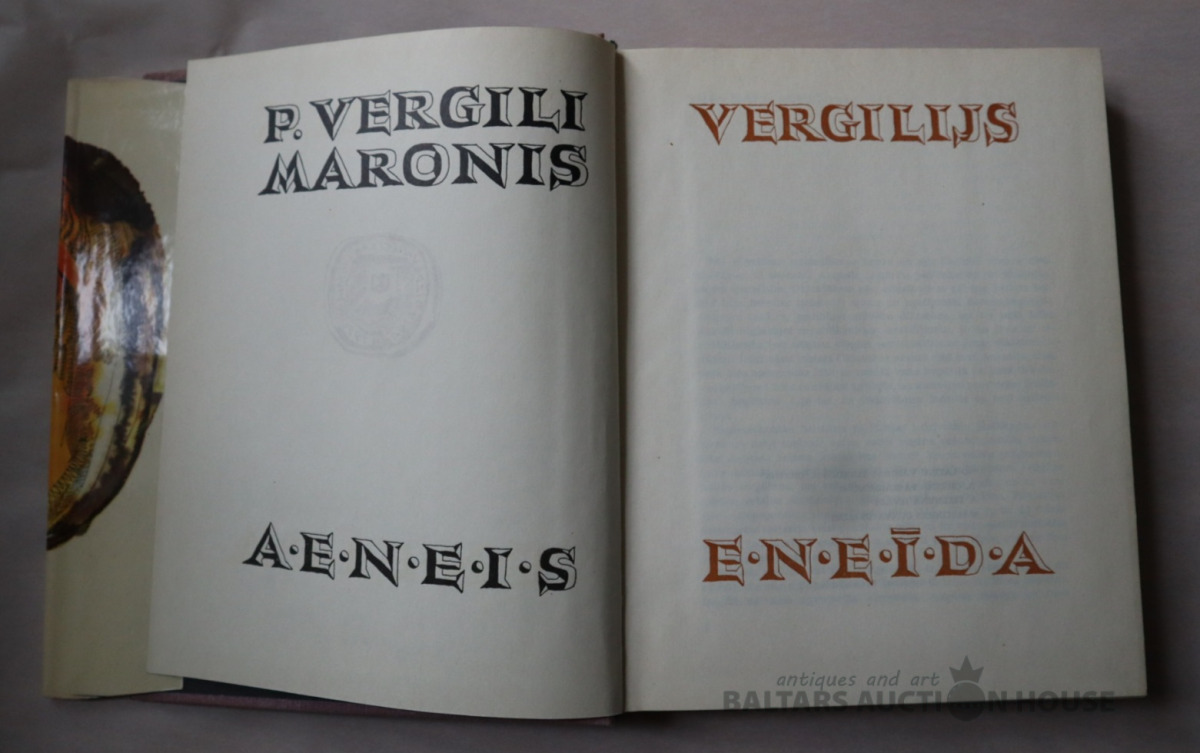 P. VERGILI
MARONIS
A·E·N·E·I·S
VERGILIJS
E·N·E·Ī·D·A
antiques and art
BALTARS AUCTION HOUSE